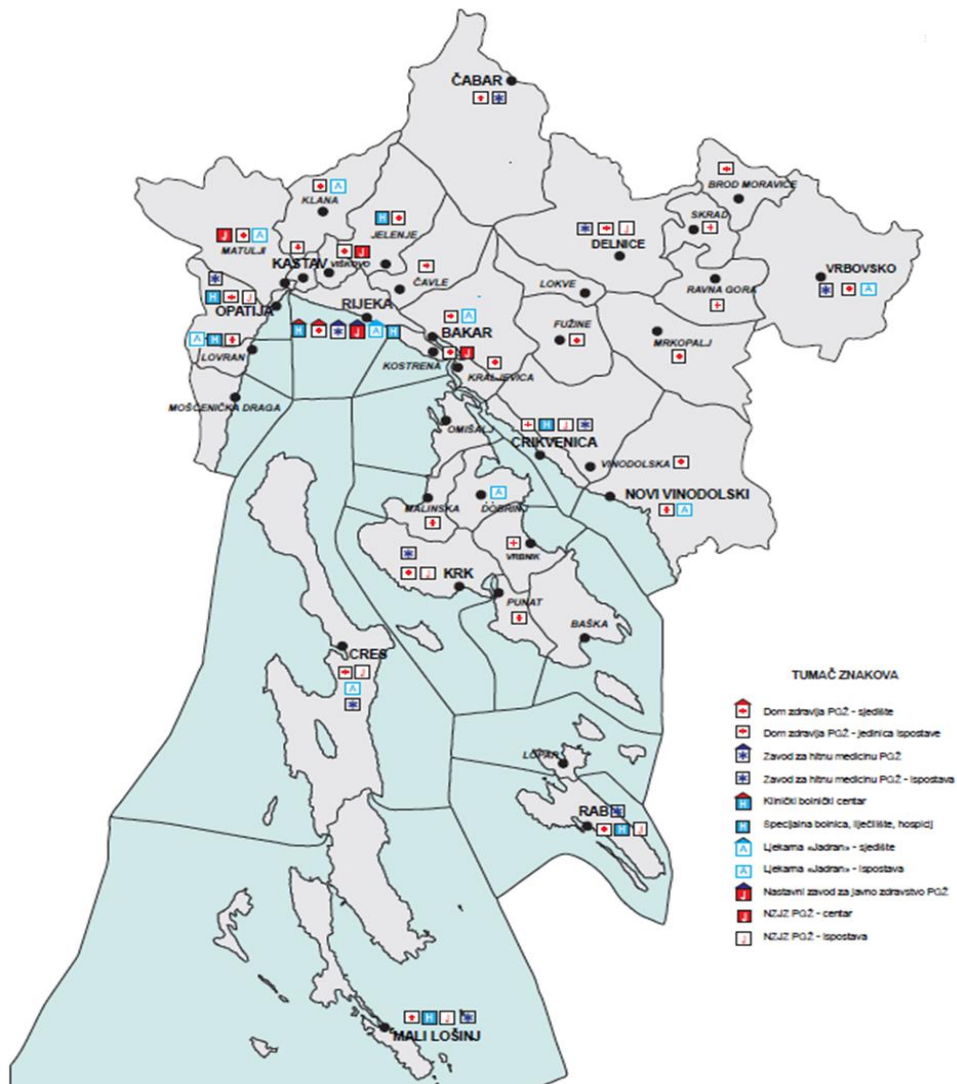 ČABAR
BROD MORAVICE
KLANA
SKRAD
JELENJE
DELNICE
MATULJI
KASTAV
VIŠKOVO
VRBOVSKO
ČAVLE
LOKVE
RAVNA GORA
OPATIJA
RIJEKA
BAKAR
FUŽINE
MRKOPALJ
LOVRAN
KOSTRENA
KRALJEVICA
MOŠĆENIČKA DRAGA
OMIŠALJ
CRIKVENICA
VINODOLSKA
NOVI VINODOLSKI
MALINSKA
DOBRINJ
VRBNIK
KRK
PUNAT
BAŠKA
CRES
TUMAČ ZNAKOVA
Dom zdravlja PGŽ - sjedište
Dom zdravlja PGŽ - jedinica ispostave
Zavod za hitnu medicinu PGŽ
Zavod za hitnu medicinu PGŽ - ispostava
Klinički bolnički centar
Specijalna bolnica, lječilište, hospicij
Ljekarna «Jadran» - sjedište
Ljekarna «Jadran» - ispostava
Nastavni zavod za javno zdravstvo PGŽ
NZJZ PGŽ - centar
NZJZ PGŽ - ispostava
LOPAR
RAB
MALI LOŠINJ